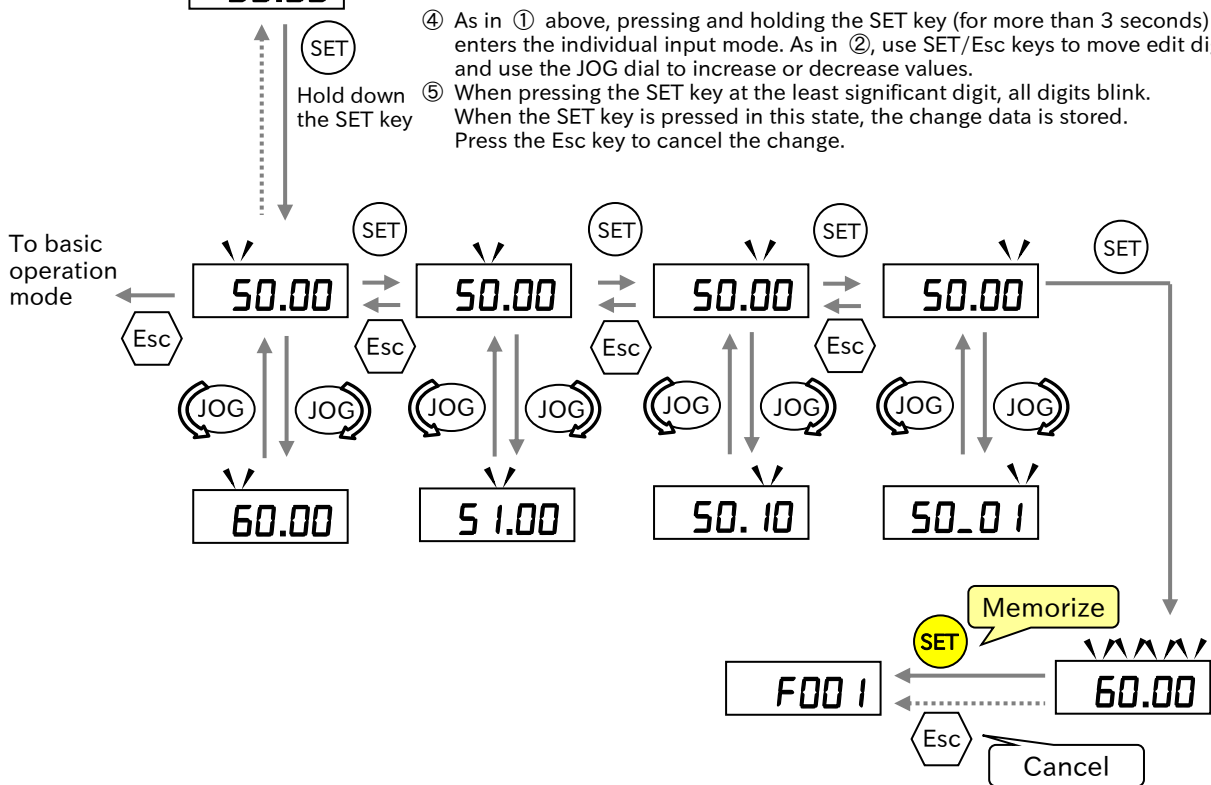 ④ As in ① above, pressing and holding the SET key (for more than 3 seconds)
enters the individual input mode. As in ②, use SET/Esc keys to move edit di
and use the JOG dial to increase or decrease values.
⑤ When pressing the SET key at the least significant digit, all digits blink.
When the SET key is pressed in this state, the change data is stored.
Press the Esc key to cancel the change.
SET
Hold down
the SET key
SET
SET
SET
SET
To basic
operation
mode
50.00
50.00
50.00
50.00
Esc
Esc
Esc
Esc
JOG
JOG
JOG
JOG
JOG
JOG
JOG
JOG
60.00
51.00
50.10
50_01
Memorize
SET
F001
60.00
Esc
Cancel